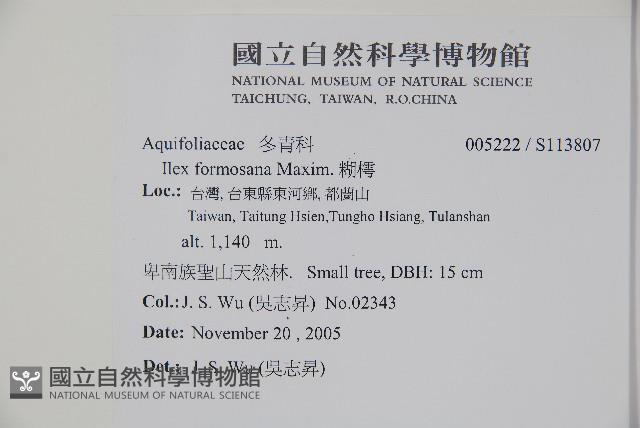 國立自然科學博物館
NATIONAL MUSEUM OF NATURAL SCIENCE
TAICHUNG, TAIWAN, R.O.CHINA
Aquifoliaceae 冬青科 005222 / S113807
Ilex formosana Maxim. 糊樗
Loc.: 台灣, 台東縣東河鄉, 都蘭山
Taiwan, Taitung Hsien,Tungho Hsiang, Tulanshan
alt. 1,140 m.
卑南族聖山天然林. Small tree, DBH: 15 cm
Col.:J. S. Wu (吳志昇) No.02343
Date: November 20 , 2005
Det.: J. S. Wu (吳志昇)
國立自然科學博物館
NATIONAL MUSEUM OF NATURAL SCIENCE